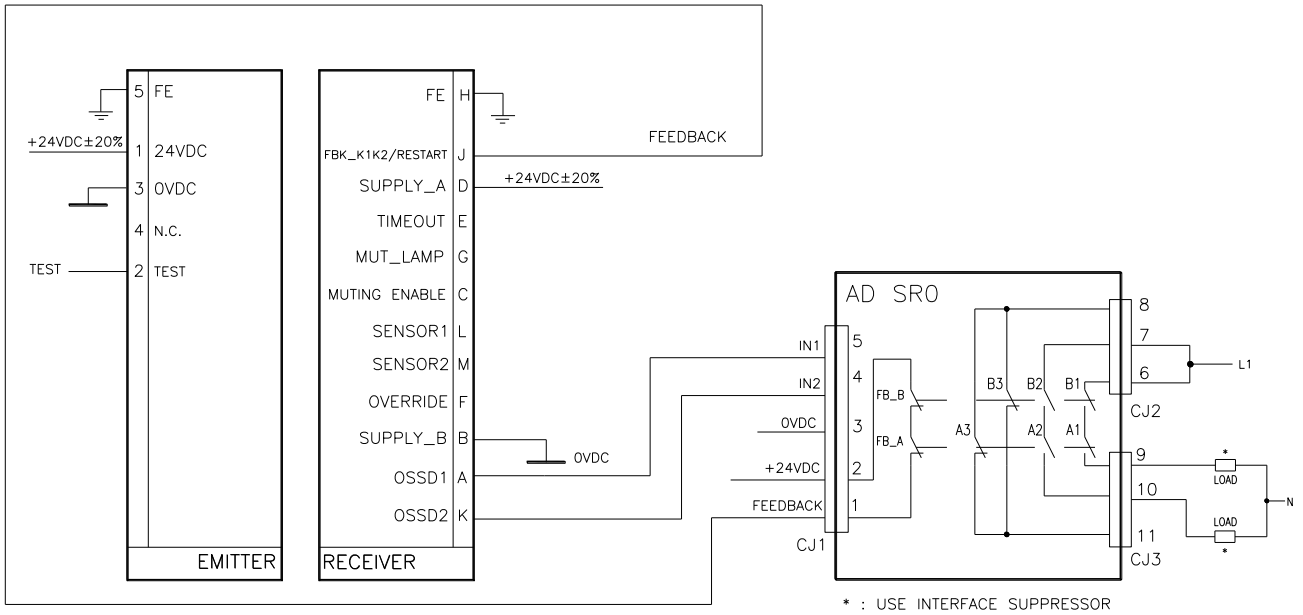 5 FE
+24VDC±20%
1 24VDC
3 0VDC
4 N.C.
TEST
2 TEST
EMITTER
FE H
FBK_K1K2/RESTART J
FEEDBACK
SUPPLY_A D
+24VDC±20%
TIMEOUT E
MUT_LAMP G
MUTING ENABLE C
SENSOR1 L
SENSOR2 M
OVERRIDE F
SUPPLY_B B
0VDC
OSSD1 A
OSSD2 K
RECEIVER
AD SR0
IN1
5
IN2
4
0VDC
3
+24VDC
2
FEEDBACK
1
CJ1
FB_B
FB_A
B3
B2
B1
A3
A2
A1
8
7
6
L1
CJ2
9
10
11
CJ3
*
LOAD
N
LOAD
*
* : USE INTERFACE SUPPRESSOR